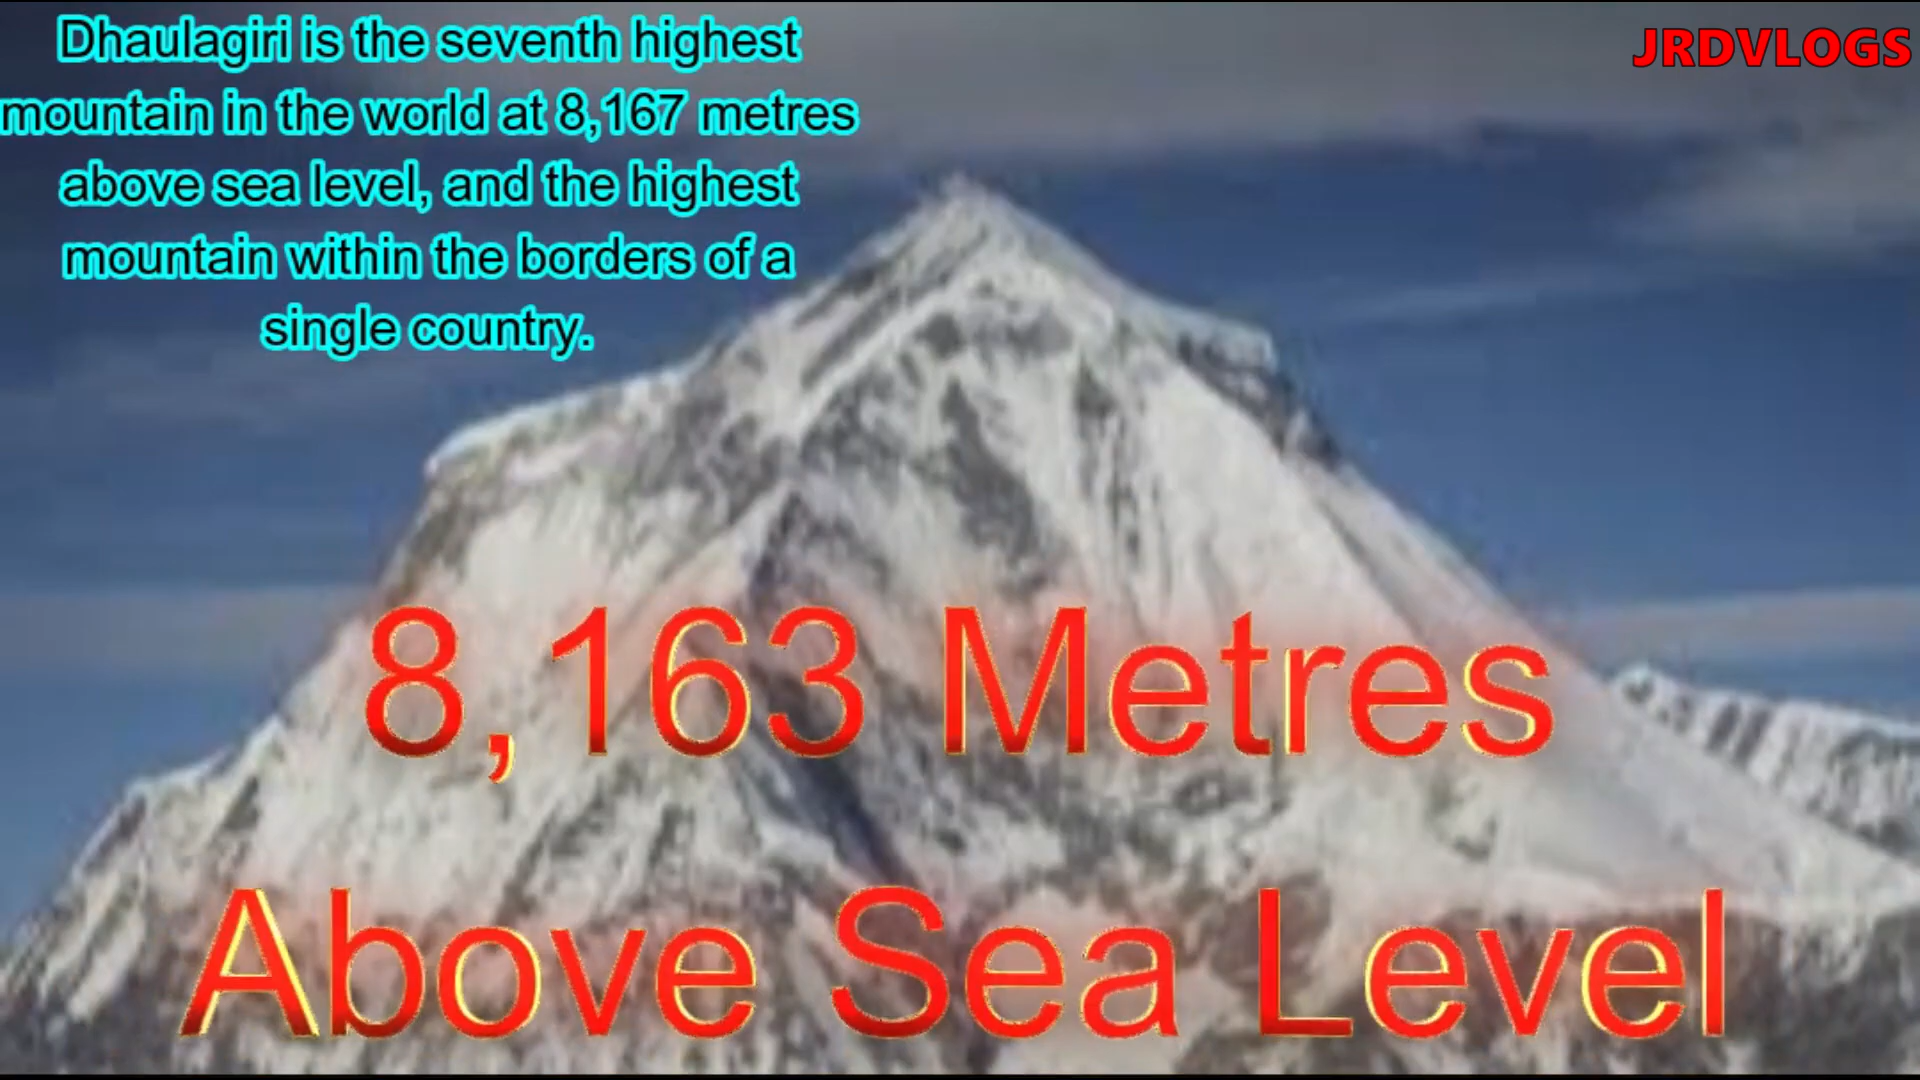 Dhaulagiri is the seventh highest
mountain in the world at 8,167 metres
above sea level, and the highest
mountain within the borders of a
single country.
JRDVLOGS
8,163 Metres
Above Sea Level